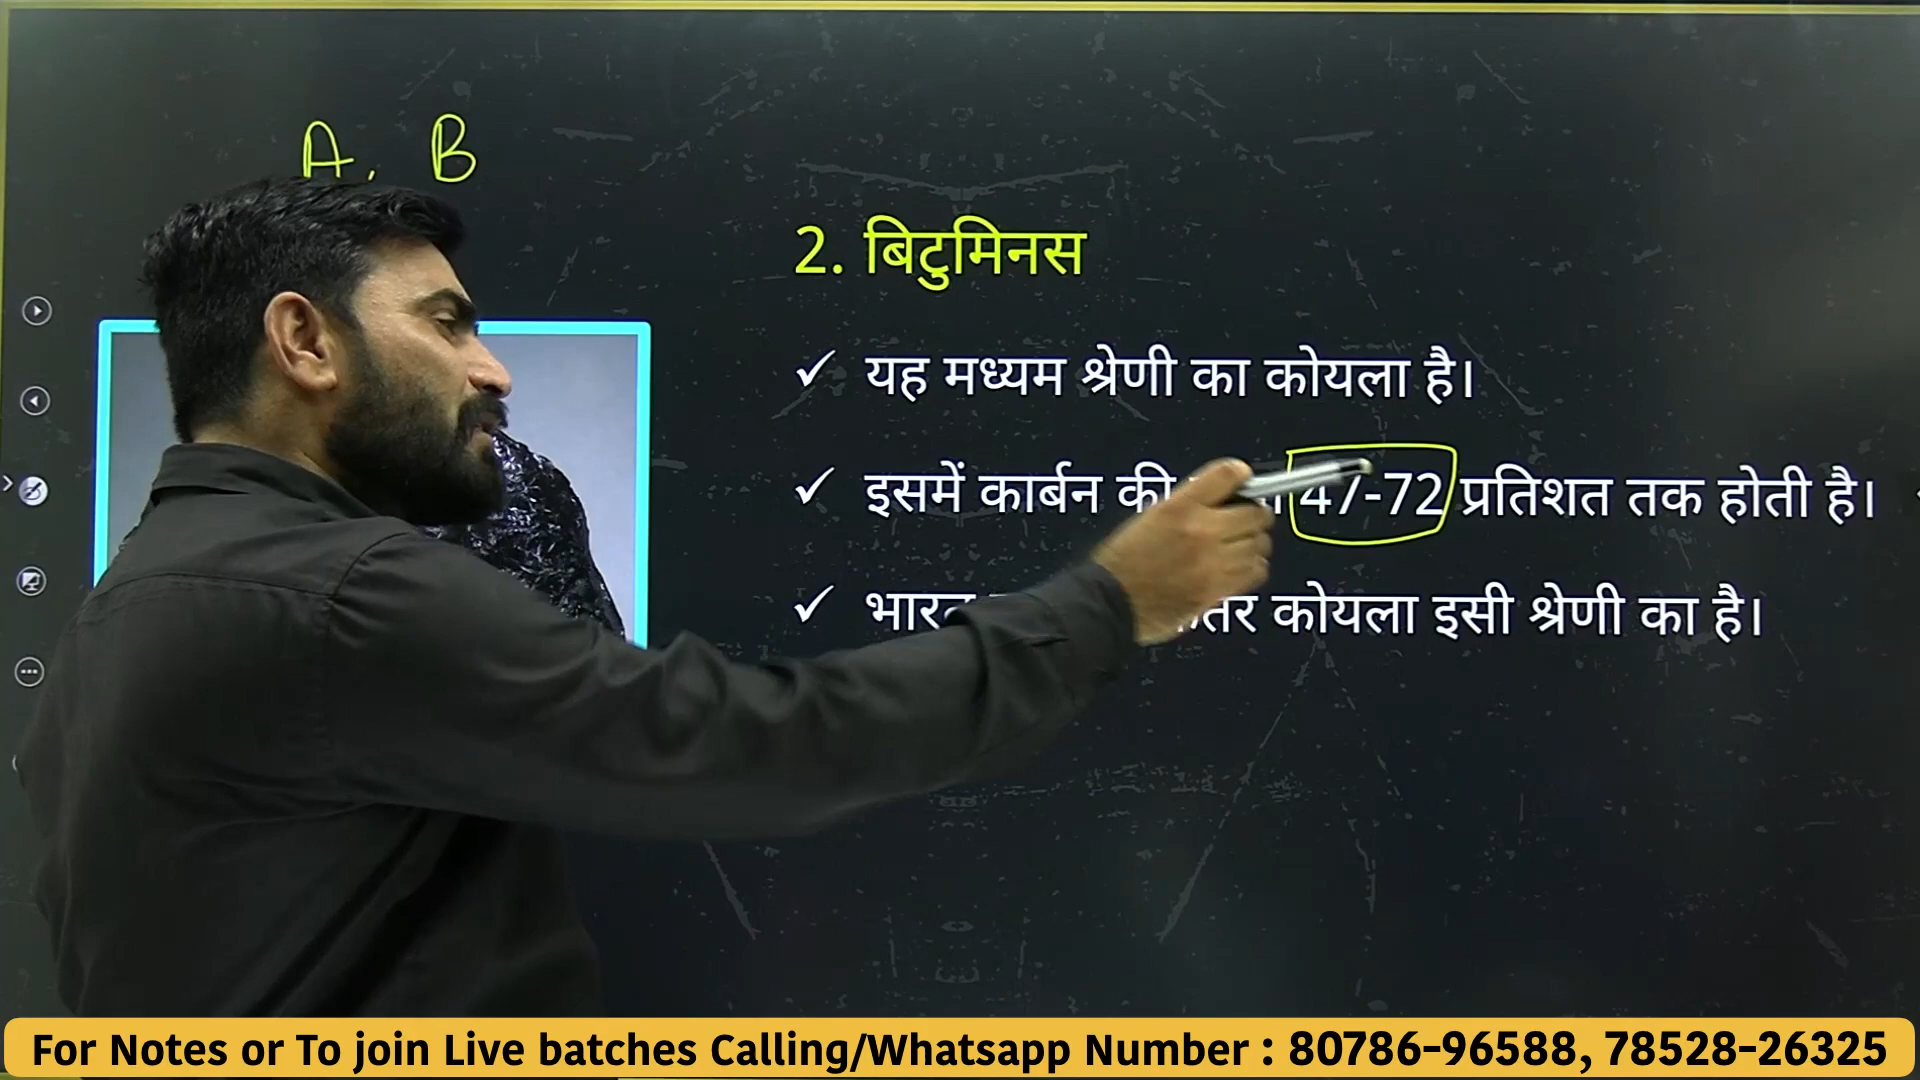 A, B
2. बिटुमिनस
✓ यह मध्यम श्रेणी का कोयला है।
✓ इसमें कार्बन की 47-72 प्रतिशत तक होती है।
✓ कोयला इसी श्रेणी का है।
For Notes or To join Live batches Calling/Whatsapp Number : 80786-96588, 78528-26325